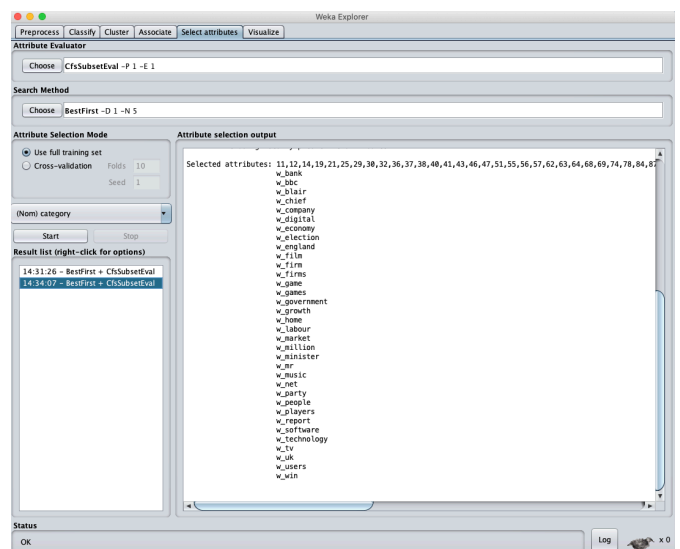 Weka Explorer
Preprocess Classify Cluster Associate Select attributes Visualize
Attribute Evaluator
Choose CfsSubsetEval -P 1 -E 1
Search Method
Choose BestFirst -D 1 -N 5
Attribute Selection Mode
Use full training set
Cross-validation Folds 10
Seed 1
(Nom) category
Start Stop
Result list (right-click for options)
14:31:26 - BestFirst + CfsSubsetEval
14:34:07 - BestFirst + CfsSubsetEval
Attribute selection output
Selected attributes: 11,12,14,19,21,25,29,30,32,36,37,38,40,41,43,46,47,51,55,56,57,62,63,64,68,69,74,78,84,87
w_bank
w_bbc
w_blair
w_chief
w_company
w_digital
w_economy
w_election
w_england
w_film
w_firm
w_firms
w_game
w_games
w_government
w_growth
w_home
w_labour
w_market
w_million
w_minister
w_mr
w_music
w_net
w_party
w_people
w_players
w_report
w_software
w_technology
w_tv
w_uk
w_users
w_win
Status
OK
Log x 0